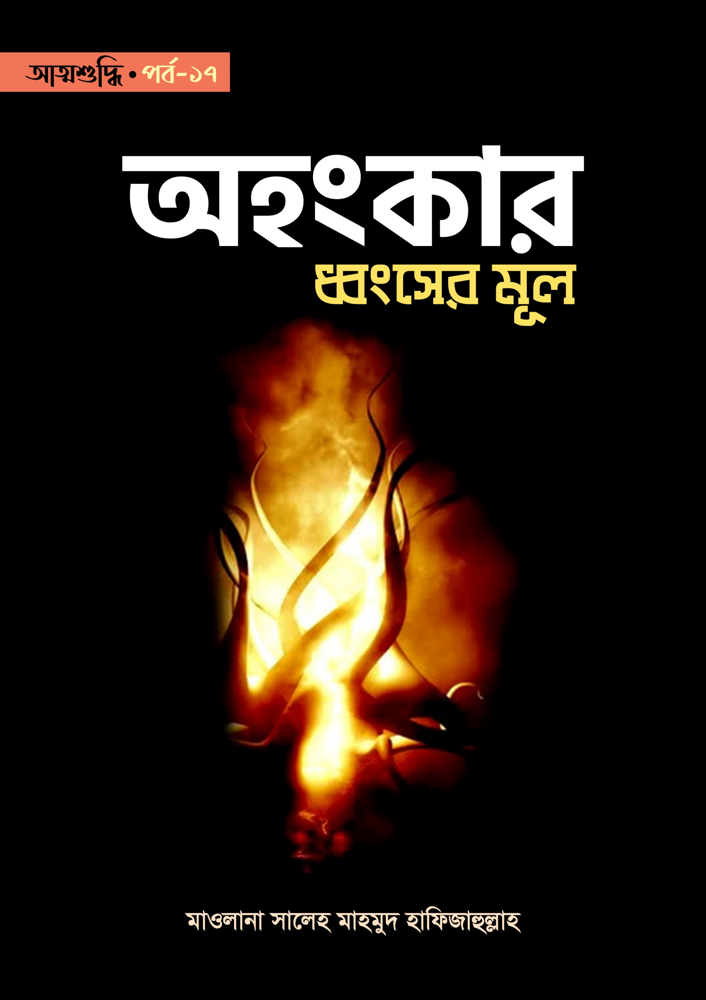 আত্মশুদ্ধি • পর্ব-১৭
অহংকার
ধ্বংসের মূল
মাওলানা সালেহ মাহমুদ হাফিজাহুল্লাহ